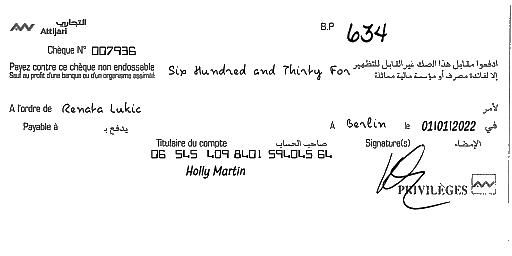 التجاري
Attijari
B.P 634
Chèque N° 007936
Payez contre ce chèque non endossable
Sauf au profit d'une banque ou d'un organisme assimilé
Six Hundred and Thirty For
ادفعوا مقابل هذا الصك غير القابل للتظهير
إلا لفائدة مصرف أو مؤسسة مالية مماثلة
A l'ordre de Renata Lukic لأمر
Payable à يدفع بـ A Berlin le 01/01/2022 في
Titulaire du compte صاحب الحساب Signature(s) الإمضاء
06 545 409 8401 594045 64
Holly Martin
PRIVILÈGES